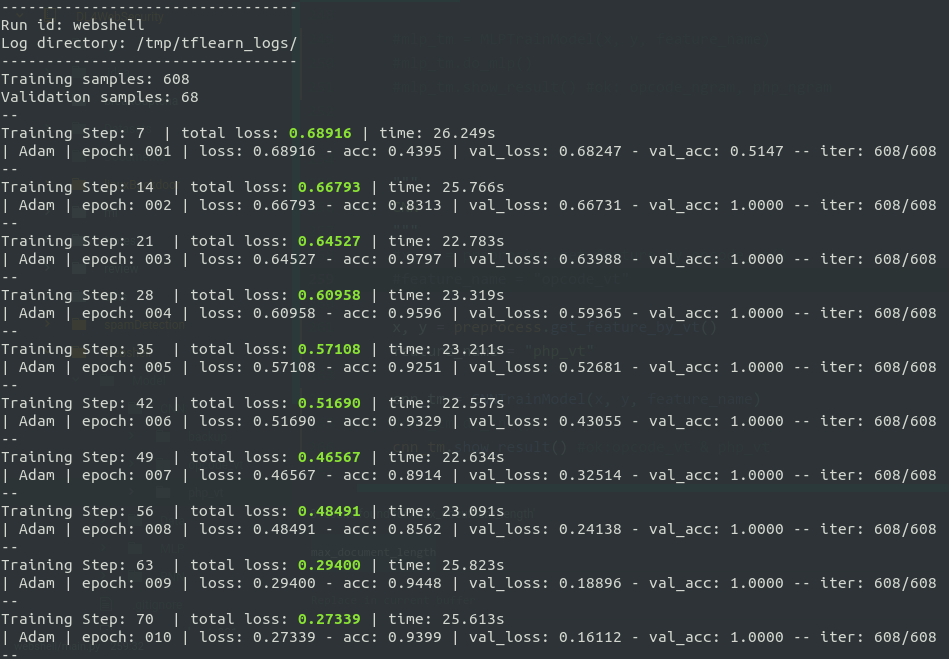 ---------------------------------
Run id: webshell
Log directory: /tmp/tflearn_logs/
---------------------------------
Training samples: 608
Validation samples: 68
--
Training Step: 7  | total loss: 0.68916 | time: 26.249s
| Adam | epoch: 001 | loss: 0.68916 - acc: 0.4395 | val_loss: 0.68247 - val_acc: 0.5147 -- iter: 608/608
--
Training Step: 14  | total loss: 0.66793 | time: 25.766s
| Adam | epoch: 002 | loss: 0.66793 - acc: 0.8313 | val_loss: 0.66731 - val_acc: 1.0000 -- iter: 608/608
--
Training Step: 21  | total loss: 0.64527 | time: 22.783s
| Adam | epoch: 003 | loss: 0.64527 - acc: 0.9797 | val_loss: 0.63988 - val_acc: 1.0000 -- iter: 608/608
--
Training Step: 28  | total loss: 0.60958 | time: 23.319s
| Adam | epoch: 004 | loss: 0.60958 - acc: 0.9596 | val_loss: 0.59365 - val_acc: 1.0000 -- iter: 608/608
--
Training Step: 35  | total loss: 0.57108 | time: 23.211s
| Adam | epoch: 005 | loss: 0.57108 - acc: 0.9251 | val_loss: 0.52681 - val_acc: 1.0000 -- iter: 608/608
--
Training Step: 42  | total loss: 0.51690 | time: 22.557s
| Adam | epoch: 006 | loss: 0.51690 - acc: 0.9329 | val_loss: 0.43055 - val_acc: 1.0000 -- iter: 608/608
--
Training Step: 49  | total loss: 0.46567 | time: 22.634s
| Adam | epoch: 007 | loss: 0.46567 - acc: 0.8914 | val_loss: 0.32514 - val_acc: 1.0000 -- iter: 608/608
--
Training Step: 56  | total loss: 0.48491 | time: 23.091s
| Adam | epoch: 008 | loss: 0.48491 - acc: 0.8562 | val_loss: 0.24138 - val_acc: 1.0000 -- iter: 608/608
--
Training Step: 63  | total loss: 0.29400 | time: 25.823s
| Adam | epoch: 009 | loss: 0.29400 - acc: 0.9448 | val_loss: 0.18896 - val_acc: 1.0000 -- iter: 608/608
--
Training Step: 70  | total loss: 0.27339 | time: 25.613s
| Adam | epoch: 010 | loss: 0.27339 - acc: 0.9399 | val_loss: 0.16112 - val_acc: 1.0000 -- iter: 608/608
--
x, y = preprocess.get_feature_by_vt()
= "php_vt"
max_document_length